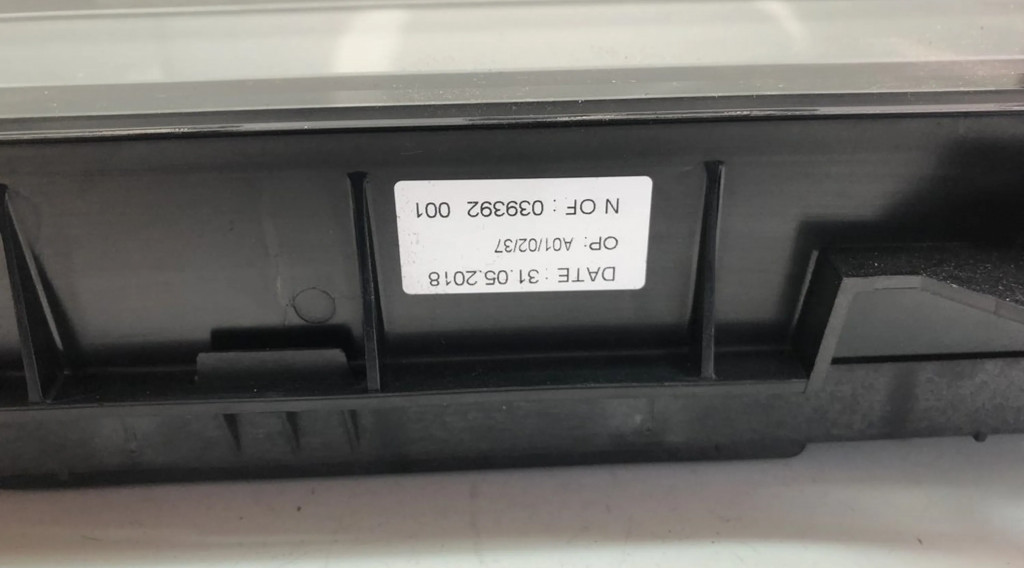 DATE : 31.05.2018
OP: A01/02/37
N OF : 039392 001